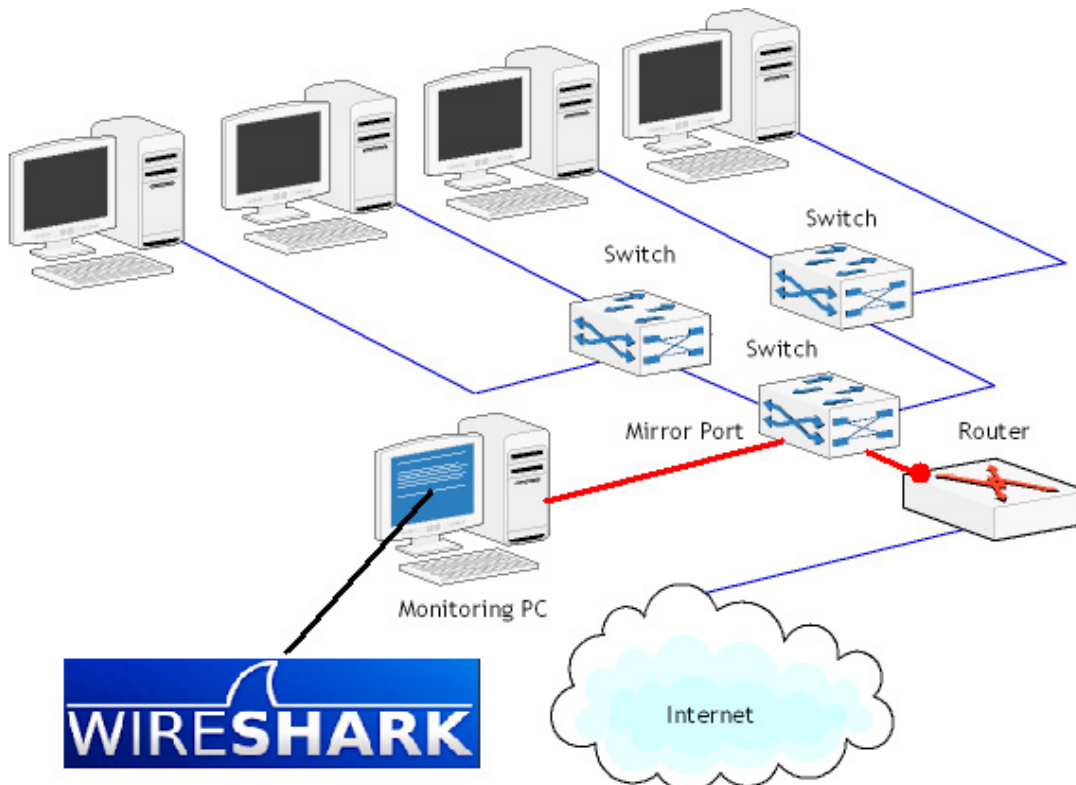 Switch
Switch
Switch
Mirror Port
Router
Monitoring PC
WIRESHARK
Internet